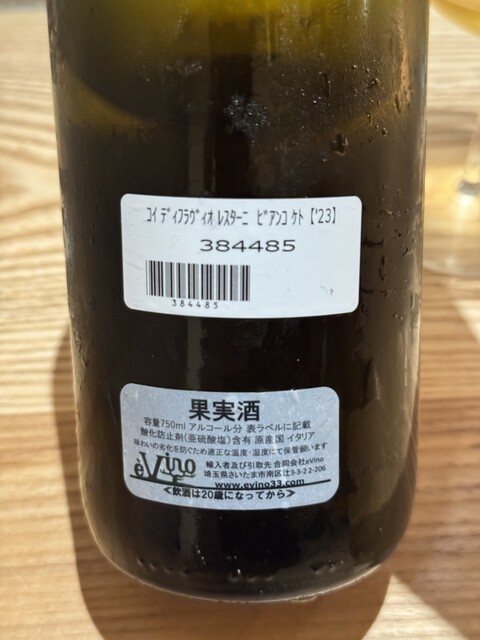 ｺｲ ﾃﾞｨﾌﾗｳﾞｨｵ ﾚｽﾀｰﾆ ﾋﾞｱﾝｺ ｹﾄ【'23】
384485
384485
果実酒
容量750ml アルコール分 表ラベルに記載
酸化防止剤(亜硫酸塩)含有 原産国 イタリア
味わいの劣化を防ぐため適正な温度・湿度にて保管願います
eVino
輸入者及び引取先 合同会社eVino
埼玉県さいたま市南区辻3-3-22-206
www.evino33.com
≪飲酒は20歳になってから≫